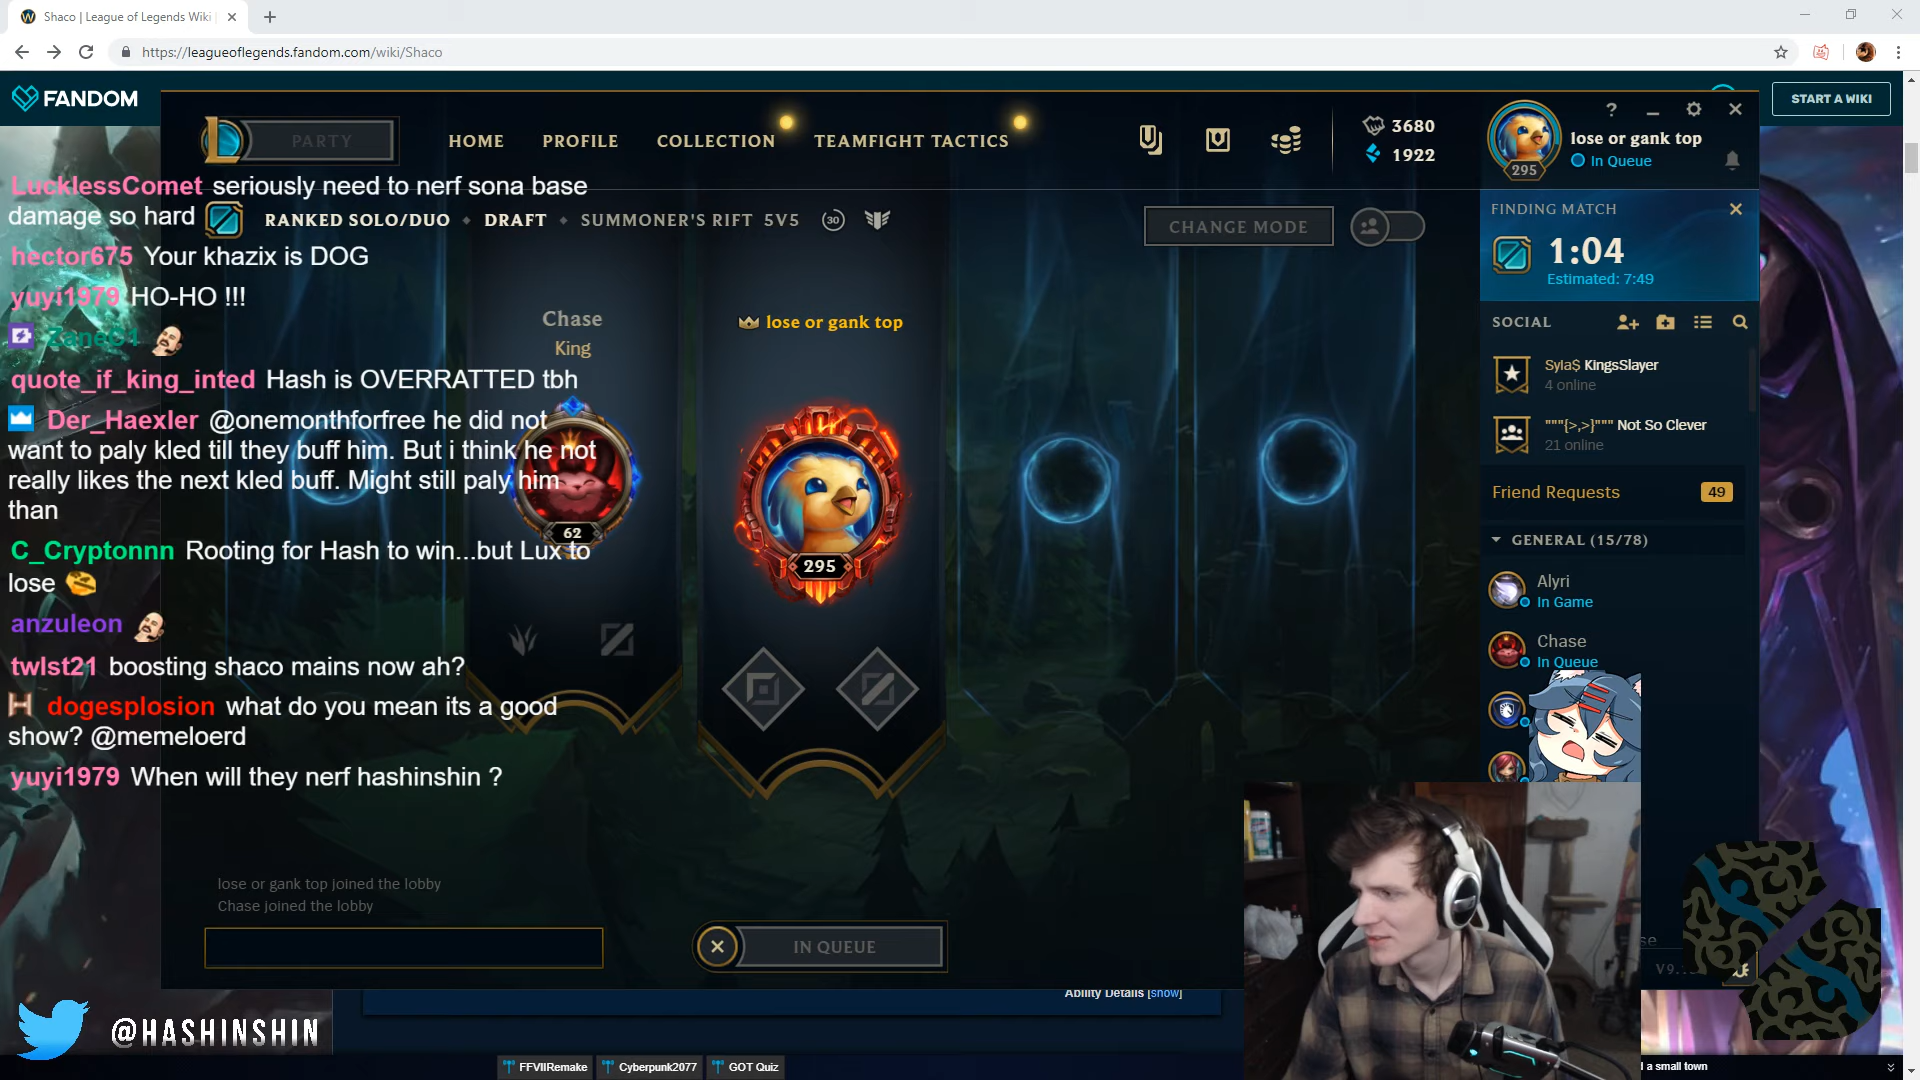 Shaco | League of Legends Wiki |
https://leagueoflegends.fandom.com/wiki/Shaco
FANDOM
START A WIKI
PARTY
HOME
PROFILE
COLLECTION
TEAMFIGHT TACTICS
3680
1922
295
lose or gank top
In Queue
RANKED SOLO/DUO
DRAFT
SUMMONER'S RIFT 5V5
30
CHANGE MODE
FINDING MATCH
1:04
Estimated: 7:49
LucklessComet seriously need to nerf sona base
damage so hard
hector675 Your khazix is DOG
yuyi1979 HO-HO !!!
quote_if_king_inted Hash is OVERRATTED tbh
Der_Haexler @onemonthforfree he did not
want to paly kled till they buff him. But i think he not
really likes the next kled buff. Might still paly him
than
C_Cryptonnn Rooting for Hash to win...but Lux to
lose
anzuleon
twlst21 boosting shaco mains now ah?
dogesplosion what do you mean its a good
show? @memeloerd
yuyi1979 When will they nerf hashinshin ?
Chase
King
62
lose or gank top
295
SOCIAL
Syla$ KingsSlayer
4 online
"""[>,>]""" Not So Clever
21 online
Friend Requests
49
GENERAL (15/78)
Alyri
In Game
Chase
In Queue
lose or gank top joined the lobby
Chase joined the lobby
IN QUEUE
Ability Details [show]
@HASHINSHIN
FFVIIRemake
Cyberpunk2077
GOT Quiz
a small town